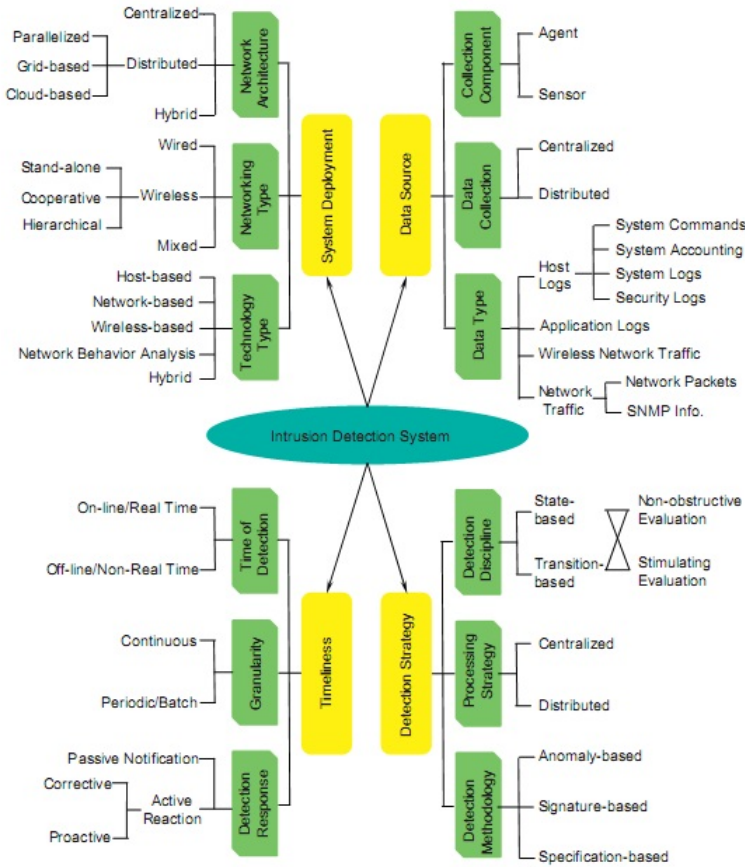 Centralized
Parallelized
Grid-based
Distributed
Cloud-based
Hybrid
Network
Architecture
Wired
Stand-alone
Cooperative
Wireless
Hierarchical
Mixed
Networking
Type
Host-based
Network-based
Wireless-based
Network Behavior Analysis
Hybrid
Technology
Type
System Deployment
Data Source
Collection
Component
Agent
Sensor
Data
Collection
Centralized
Distributed
Data Type
Host
Logs
System Commands
System Accounting
System Logs
Security Logs
Application Logs
Wireless Network Traffic
Network
Traffic
Network Packets
SNMP Info.
Intrusion Detection System
On-line/Real Time
Off-line/Non-Real Time
Time of
Detection
Continuous
Periodic/Batch
Granularity
Passive Notification
Corrective
Active
Reaction
Proactive
Detection
Response
Timeliness
Detection Strategy
Detection
Discipline
State-
based
Non-obstructive
Evaluation
Transition-
based
Stimulating
Evaluation
Processing
Strategy
Centralized
Distributed
Detection
Methodology
Anomaly-based
Signature-based
Specification-based